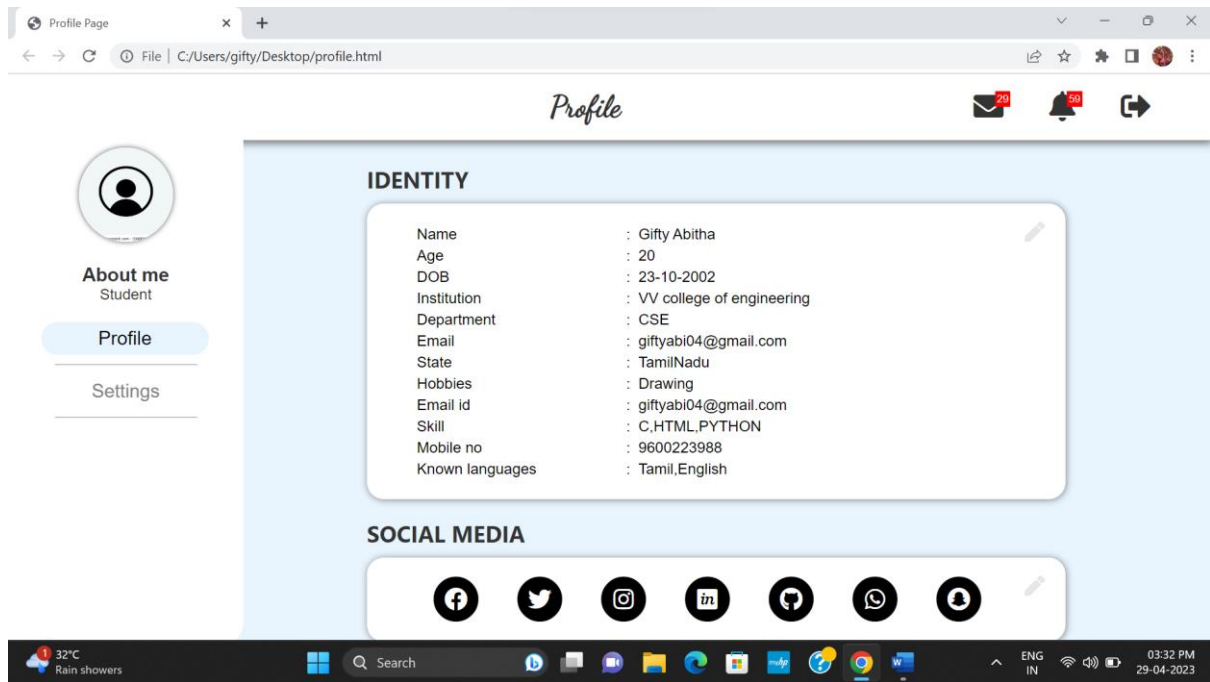 Profile Page
File | C:/Users/gifty/Desktop/profile.html
Profile
29
59
IDENTITY
Name : Gifty Abitha
Age : 20
DOB : 23-10-2002
Institution : VV college of engineering
Department : CSE
Email : giftyabi04@gmail.com
State : TamilNadu
Hobbies : Drawing
Email id : giftyabi04@gmail.com
Skill : C,HTML,PYTHON
Mobile no : 9600223988
Known languages : Tamil,English
About me
Student
Profile
Settings
SOCIAL MEDIA
in
1
32°C
Rain showers
Search
b
myhp
?
W
ENG
IN
03:32 PM
29-04-2023